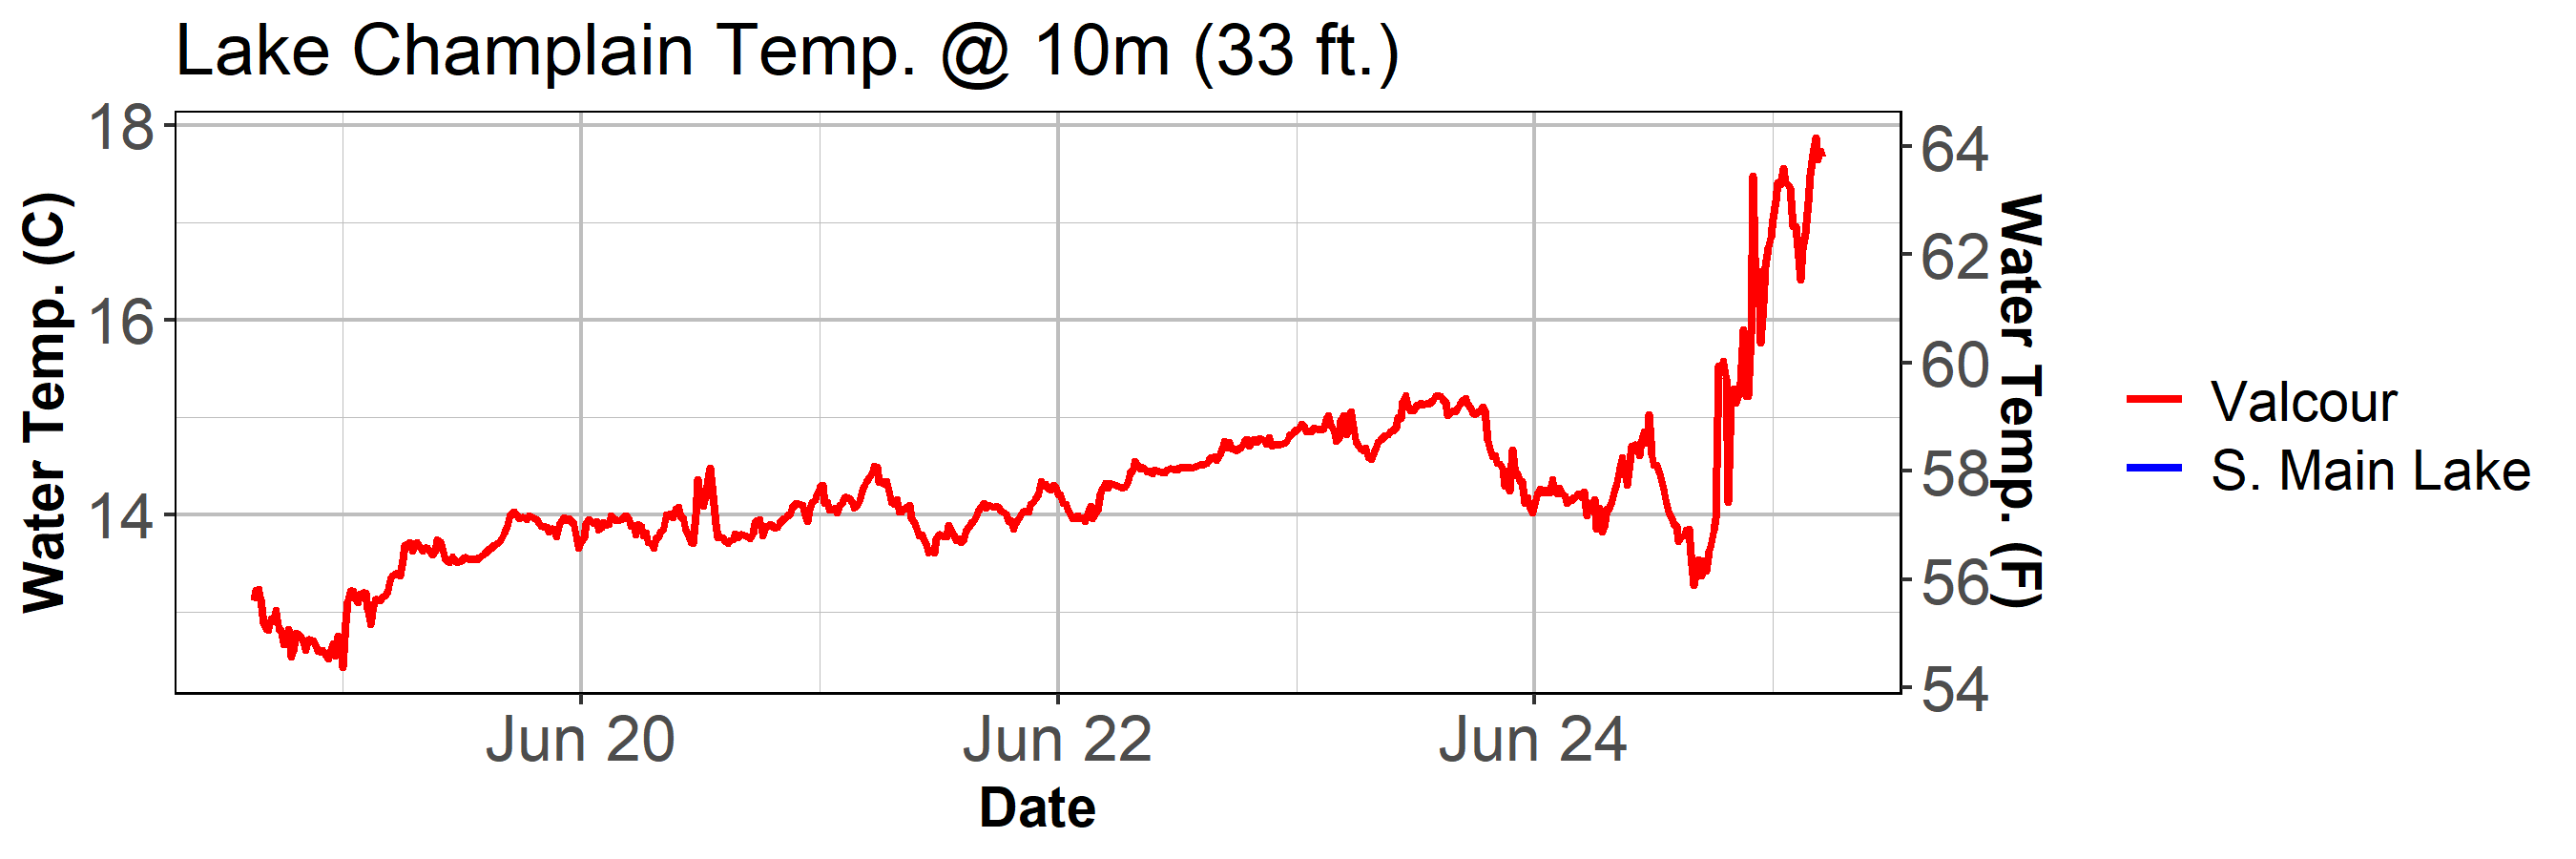 Lake Champlain Temp. @ 10m (33 ft.)
Water Temp. (C)
18
16
14
64
62
60
58
56
54
Water Temp. (F)
Jun 20
Jun 22
Jun 24
Date
Valcour
S. Main Lake